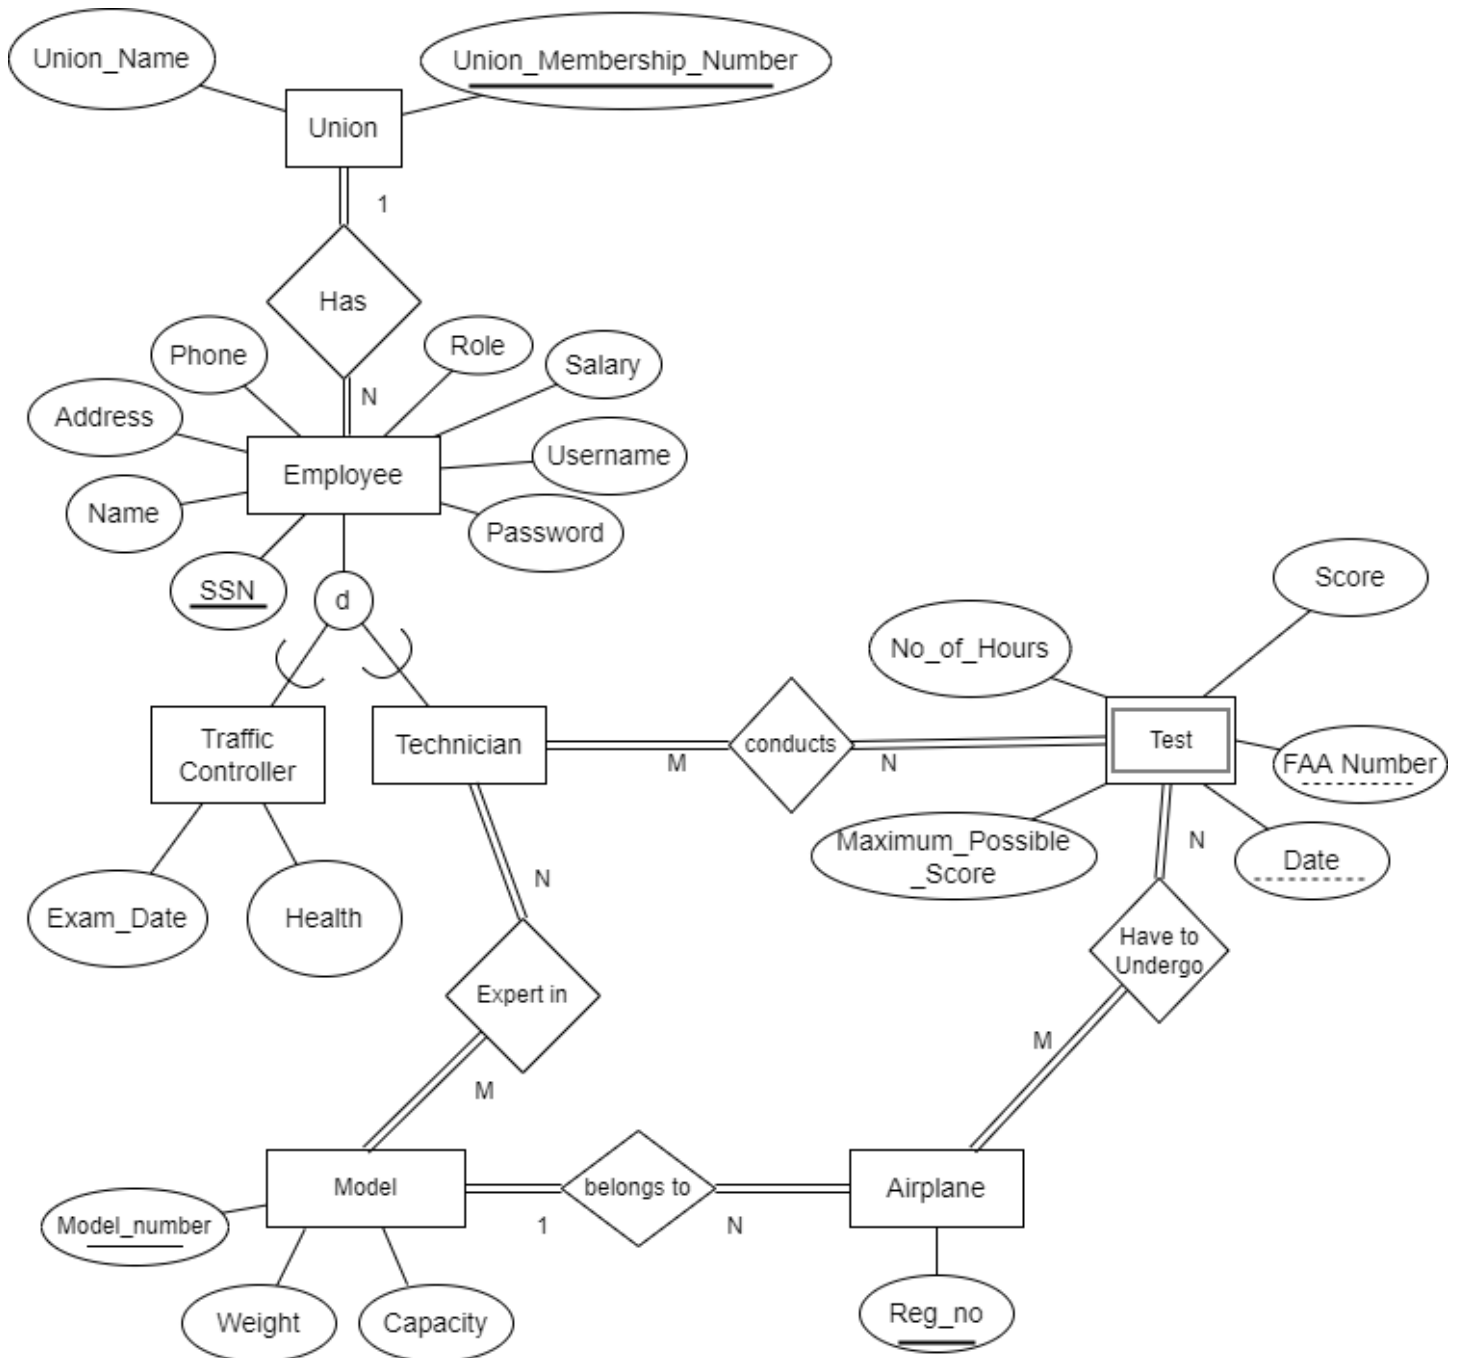 Union_Name
Union_Membership_Number
Union
1
Has
Phone
Role
Salary
N
Address
Employee
Username
Name
Password
SSN
d
Score
No_of_Hours
Traffic
Controller
Technician
M
conducts
N
Test
FAA Number
Maximum_Possible
_Score
N
Date
Exam_Date
Health
N
Have to
Undergo
Expert in
M
M
Model
belongs to
Airplane
Model_number
1
N
Weight
Capacity
Reg_no